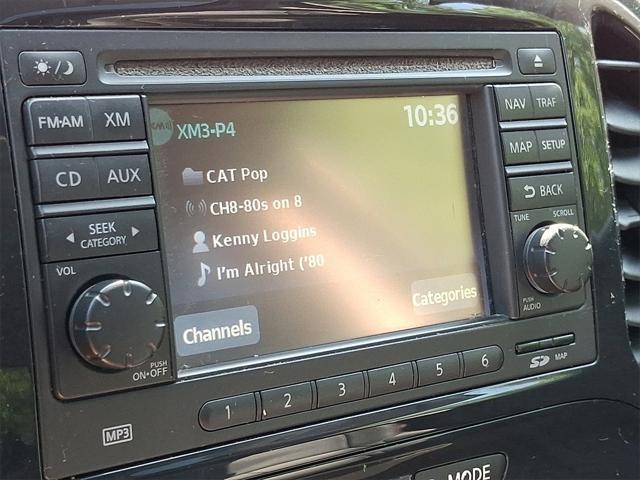 FM·AM XM
CD AUX
SEEK
CATEGORY
VOL
PUSH
ON·OFF
MP3
XM3-P4
10:36
CAT Pop
CH8-80s on 8
Kenny Loggins
I'm Alright ('80
Channels
Categories
NAV TRAF
MAP SETUP
BACK
TUNE SCROLL
PUSH
AUDIO
1 2 3 4 5 6
SD MAP
MODE